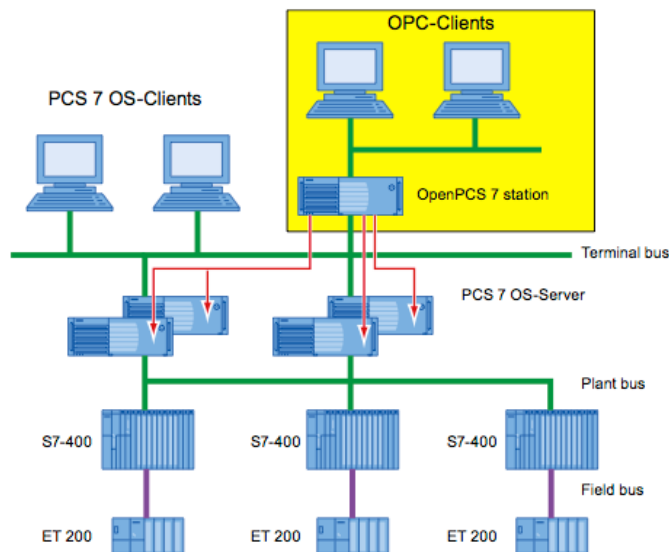 OPC-Clients
PCS 7 OS-Clients
OpenPCS 7 station
Terminal bus
PCS 7 OS-Server
Plant bus
S7-400
S7-400
S7-400
Field bus
ET 200
ET 200
ET 200